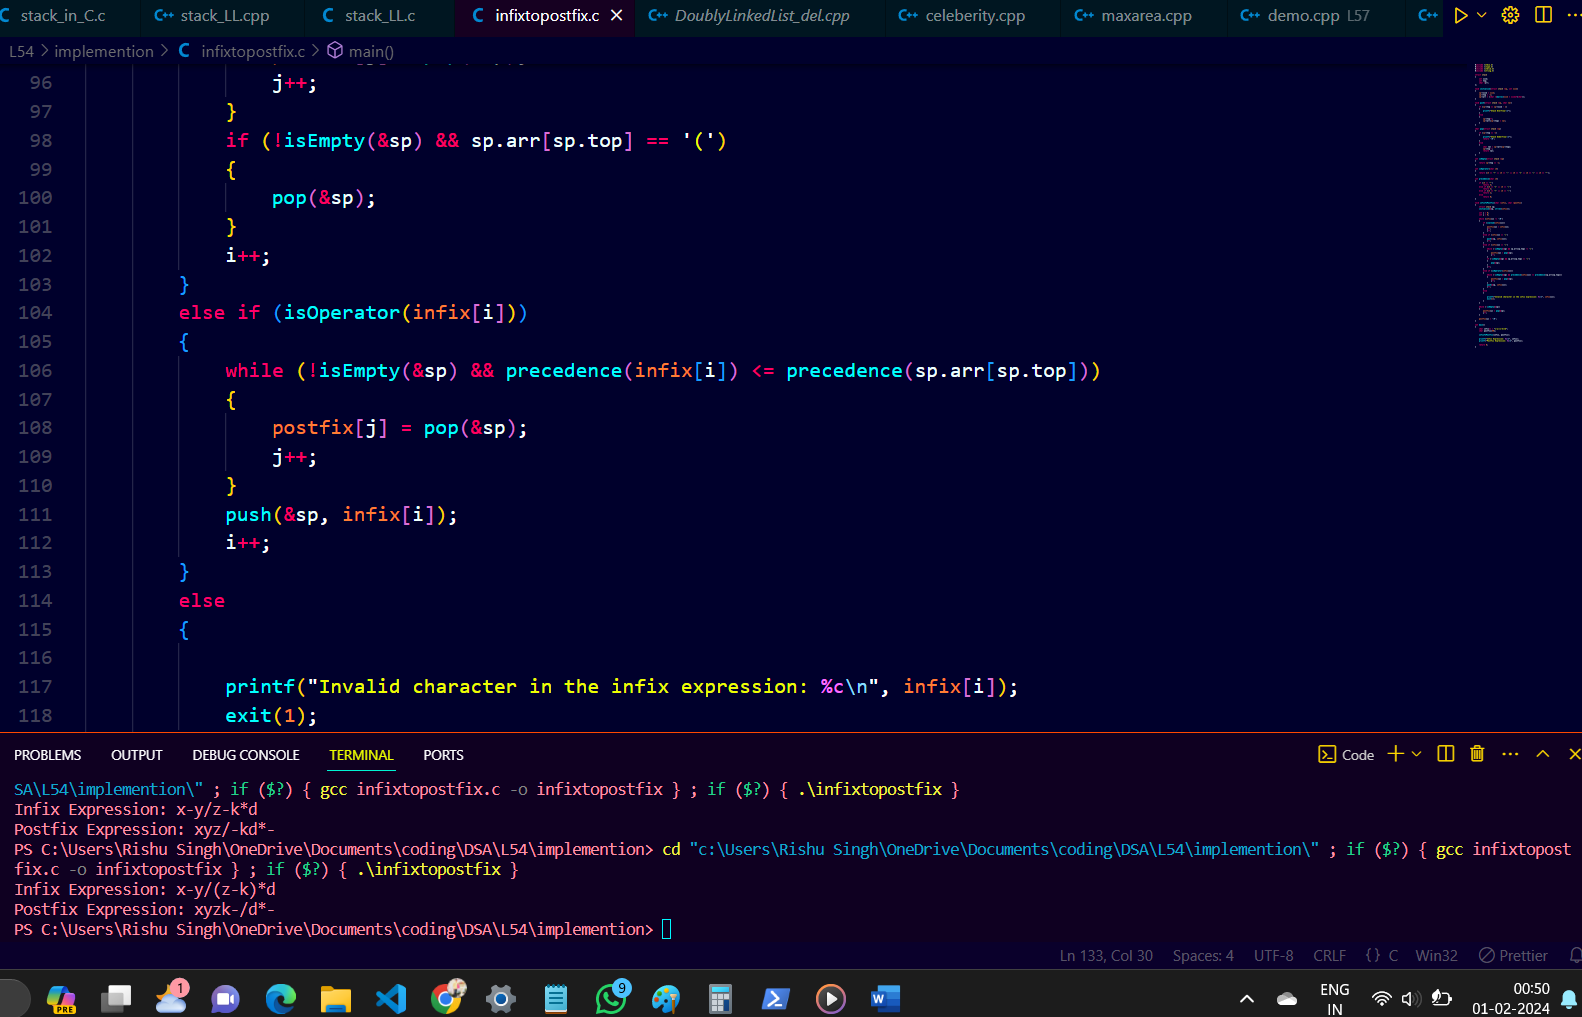 stack_in_C.c stack_LL.cpp stack_LL.c infixtopostfix.c DoublyLinkedList_del.cpp celeberity.cpp maxarea.cpp demo.cpp L57
L54 > implemention > C infixtopostfix.c > main()
96 j++;
97 }
98 if (!isEmpty(&sp) && sp.arr[sp.top] == '(')
99 {
100 pop(&sp);
101 }
102 i++;
103 }
104 else if (isOperator(infix[i]))
105 {
106 while (!isEmpty(&sp) && precedence(infix[i]) <= precedence(sp.arr[sp.top]))
107 {
108 postfix[j] = pop(&sp);
109 j++;
110 }
111 push(&sp, infix[i]);
112 i++;
113 }
114 else
115 {
116
117 printf("Invalid character in the infix expression: %c\n", infix[i]);
118 exit(1);
PROBLEMS OUTPUT DEBUG CONSOLE TERMINAL PORTS Code
SA\L54\implemention\" ; if ($?) { gcc infixtopostfix.c -o infixtopostfix } ; if ($?) { .\infixtopostfix }
Infix Expression: x-y/z-k*d
Postfix Expression: xyz/-kd*-
PS C:\Users\Rishu Singh\OneDrive\Documents\coding\DSA\L54\implemention> cd "c:\Users\Rishu Singh\OneDrive\Documents\coding\DSA\L54\implemention\" ; if ($?) { gcc infixtopost
fix.c -o infixtopostfix } ; if ($?) { .\infixtopostfix }
Infix Expression: x-y/(z-k)*d
Postfix Expression: xyzk-/d*-
PS C:\Users\Rishu Singh\OneDrive\Documents\coding\DSA\L54\implemention>
Ln 133, Col 30 Spaces: 4 UTF-8 CRLF {} C Win32 Prettier
PRE 1 9 ENG 00:50
IN 01-02-2024